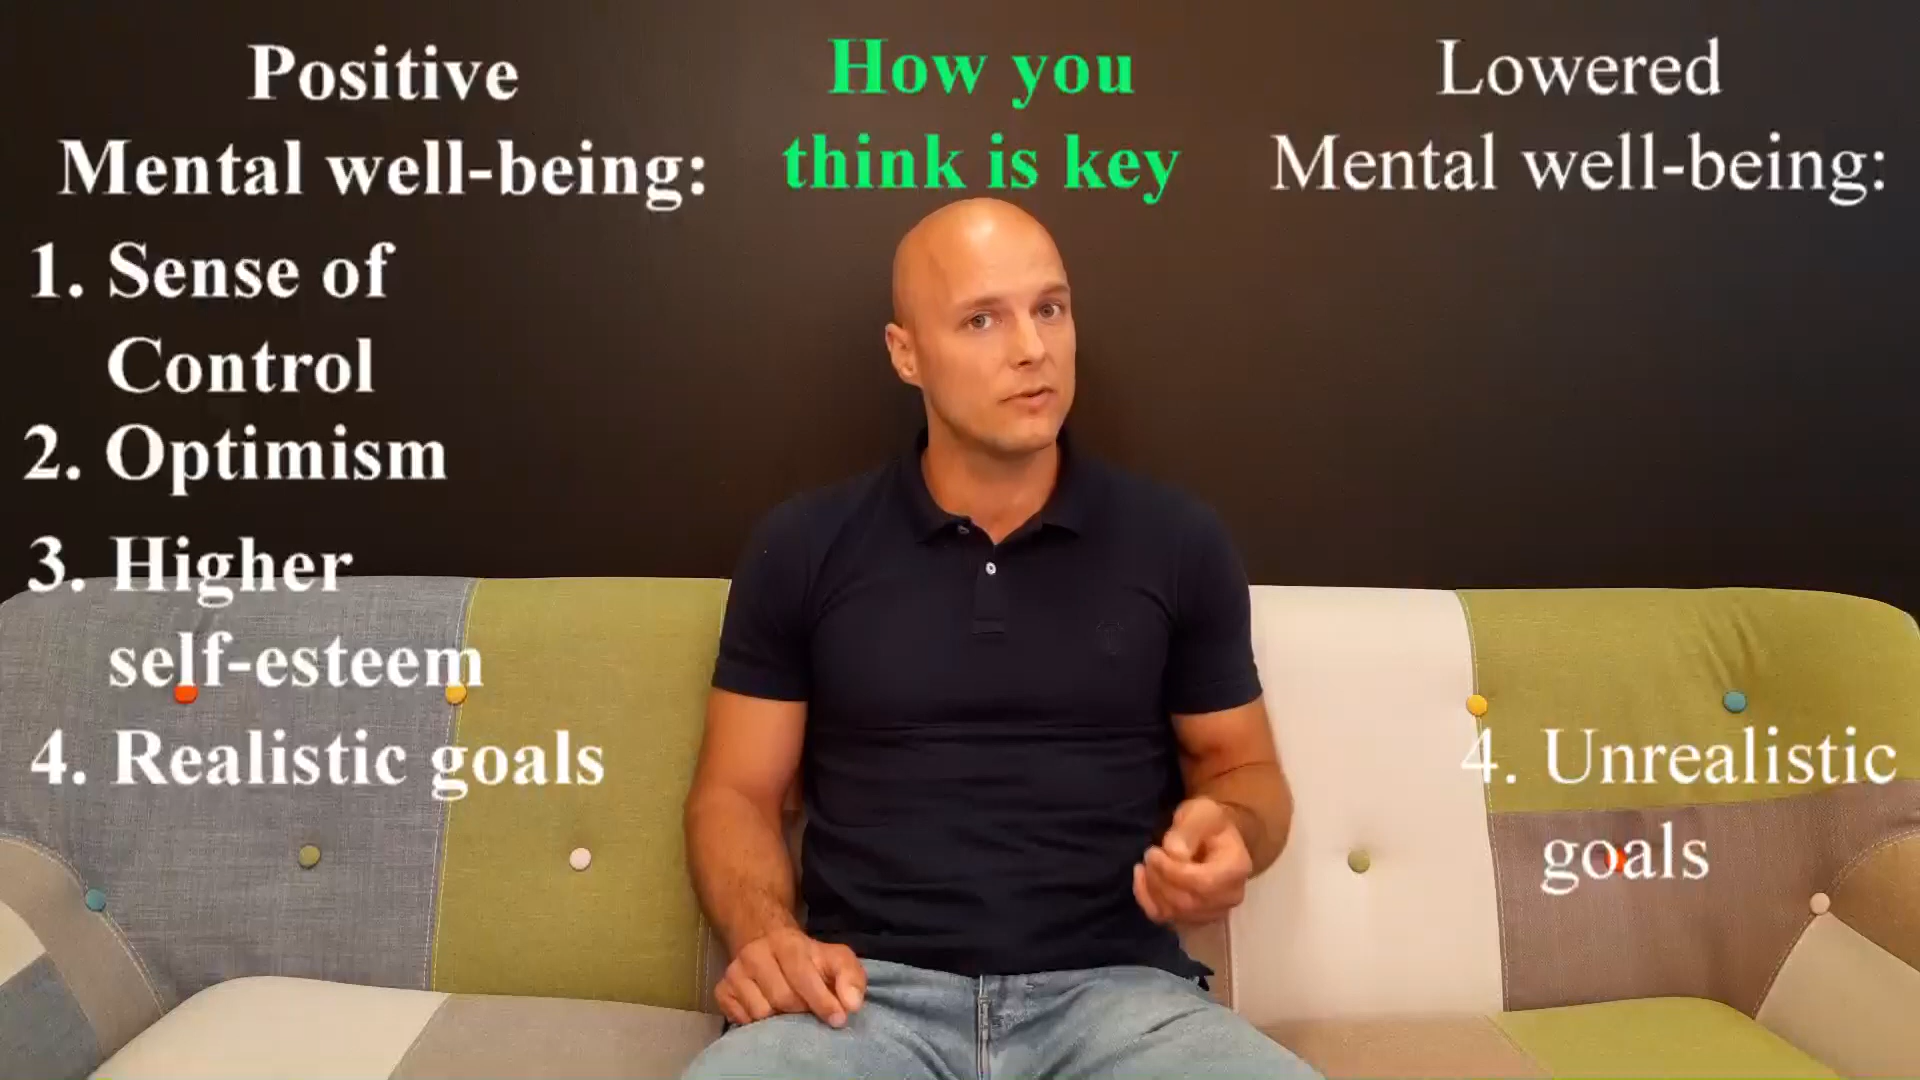 Positive
Mental well-being:
1. Sense of
Control
2. Optimism
3. Higher
self-esteem
4. Realistic goals
How you
think is key
Lowered
Mental well-being:
4. Unrealistic
goals